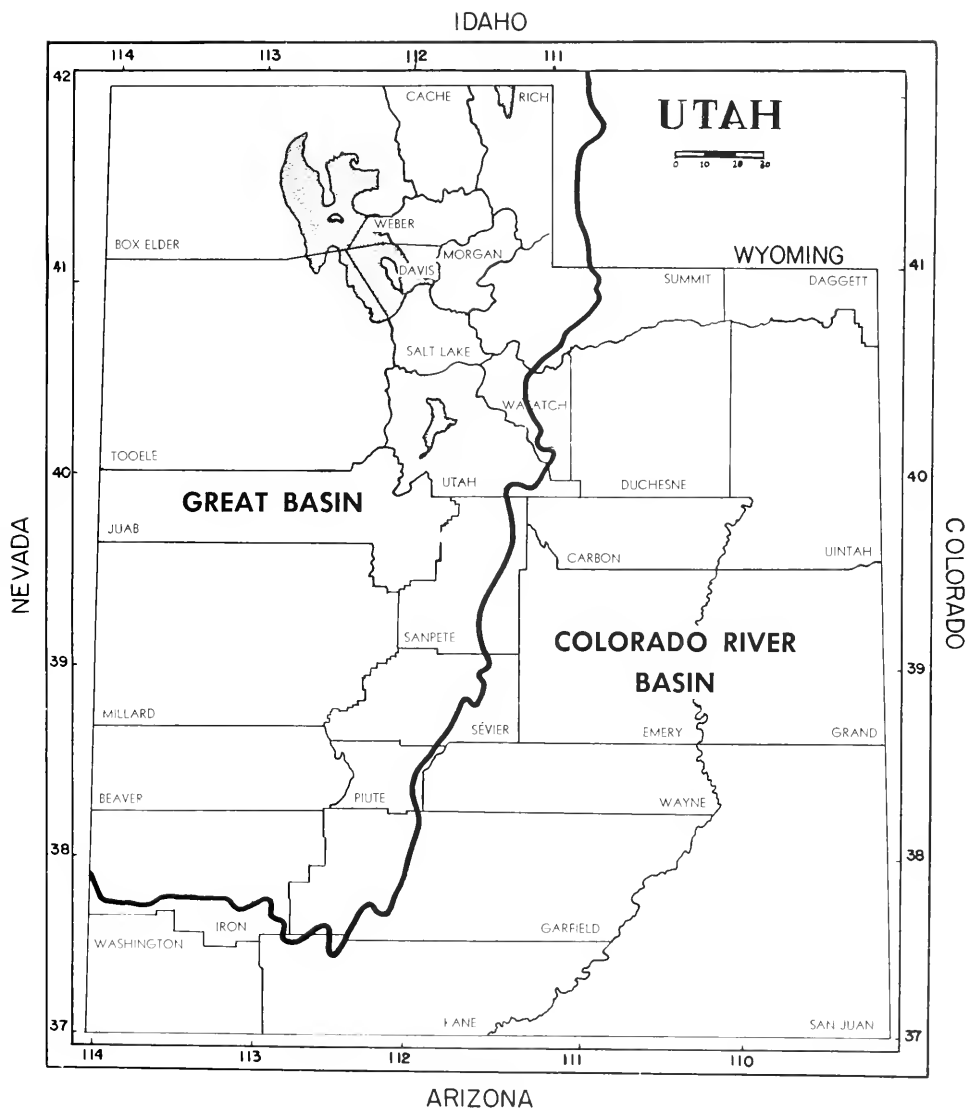 IDAHO
114 113 112 111
42
CACHE RICH
UTAH
0 10 20 20
WEBER
BOX ELDER
MORGAN
WYOMING
41 DAVIS SUMMIT DAGGETT 41
SALT LAKE
WASATCH
TOOELE
40 UTAH DUCHESNE 40
GREAT BASIN
JUAB
CARBON UINTAH
NEVADA
COLORADO
SANPETE
COLORADO RIVER
BASIN
39 39
MILLARD SÉVIER EMERY GRAND
BEAVER PIUTE WAYNE
38 38
IRON GARFIELD
WASHINGTON
37 KANE SAN JUAN 37
114 113 112 111 110
ARIZONA